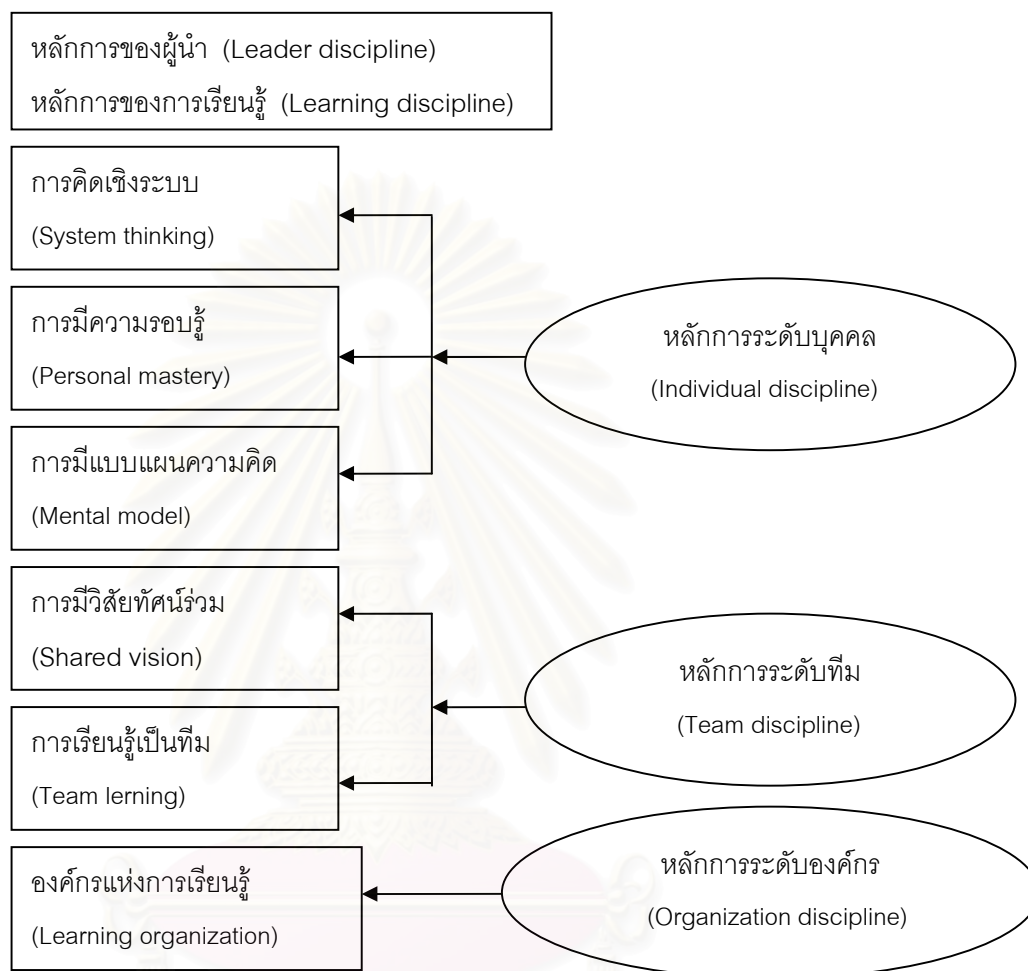 หลักการของผู้นำ (Leader discipline)
หลักการของการเรียนรู้ (Learning discipline)
การคิดเชิงระบบ
(System thinking)
การมีความรอบรู้
(Personal mastery)
การมีแบบแผนความคิด
(Mental model)
หลักการระดับบุคคล
(Individual discipline)
การมีวิสัยทัศน์ร่วม
(Shared vision)
การเรียนรู้เป็นทีม
(Team lerning)
หลักการระดับทีม
(Team discipline)
องค์กรแห่งการเรียนรู้
(Learning organization)
หลักการระดับองค์กร
(Organization discipline)